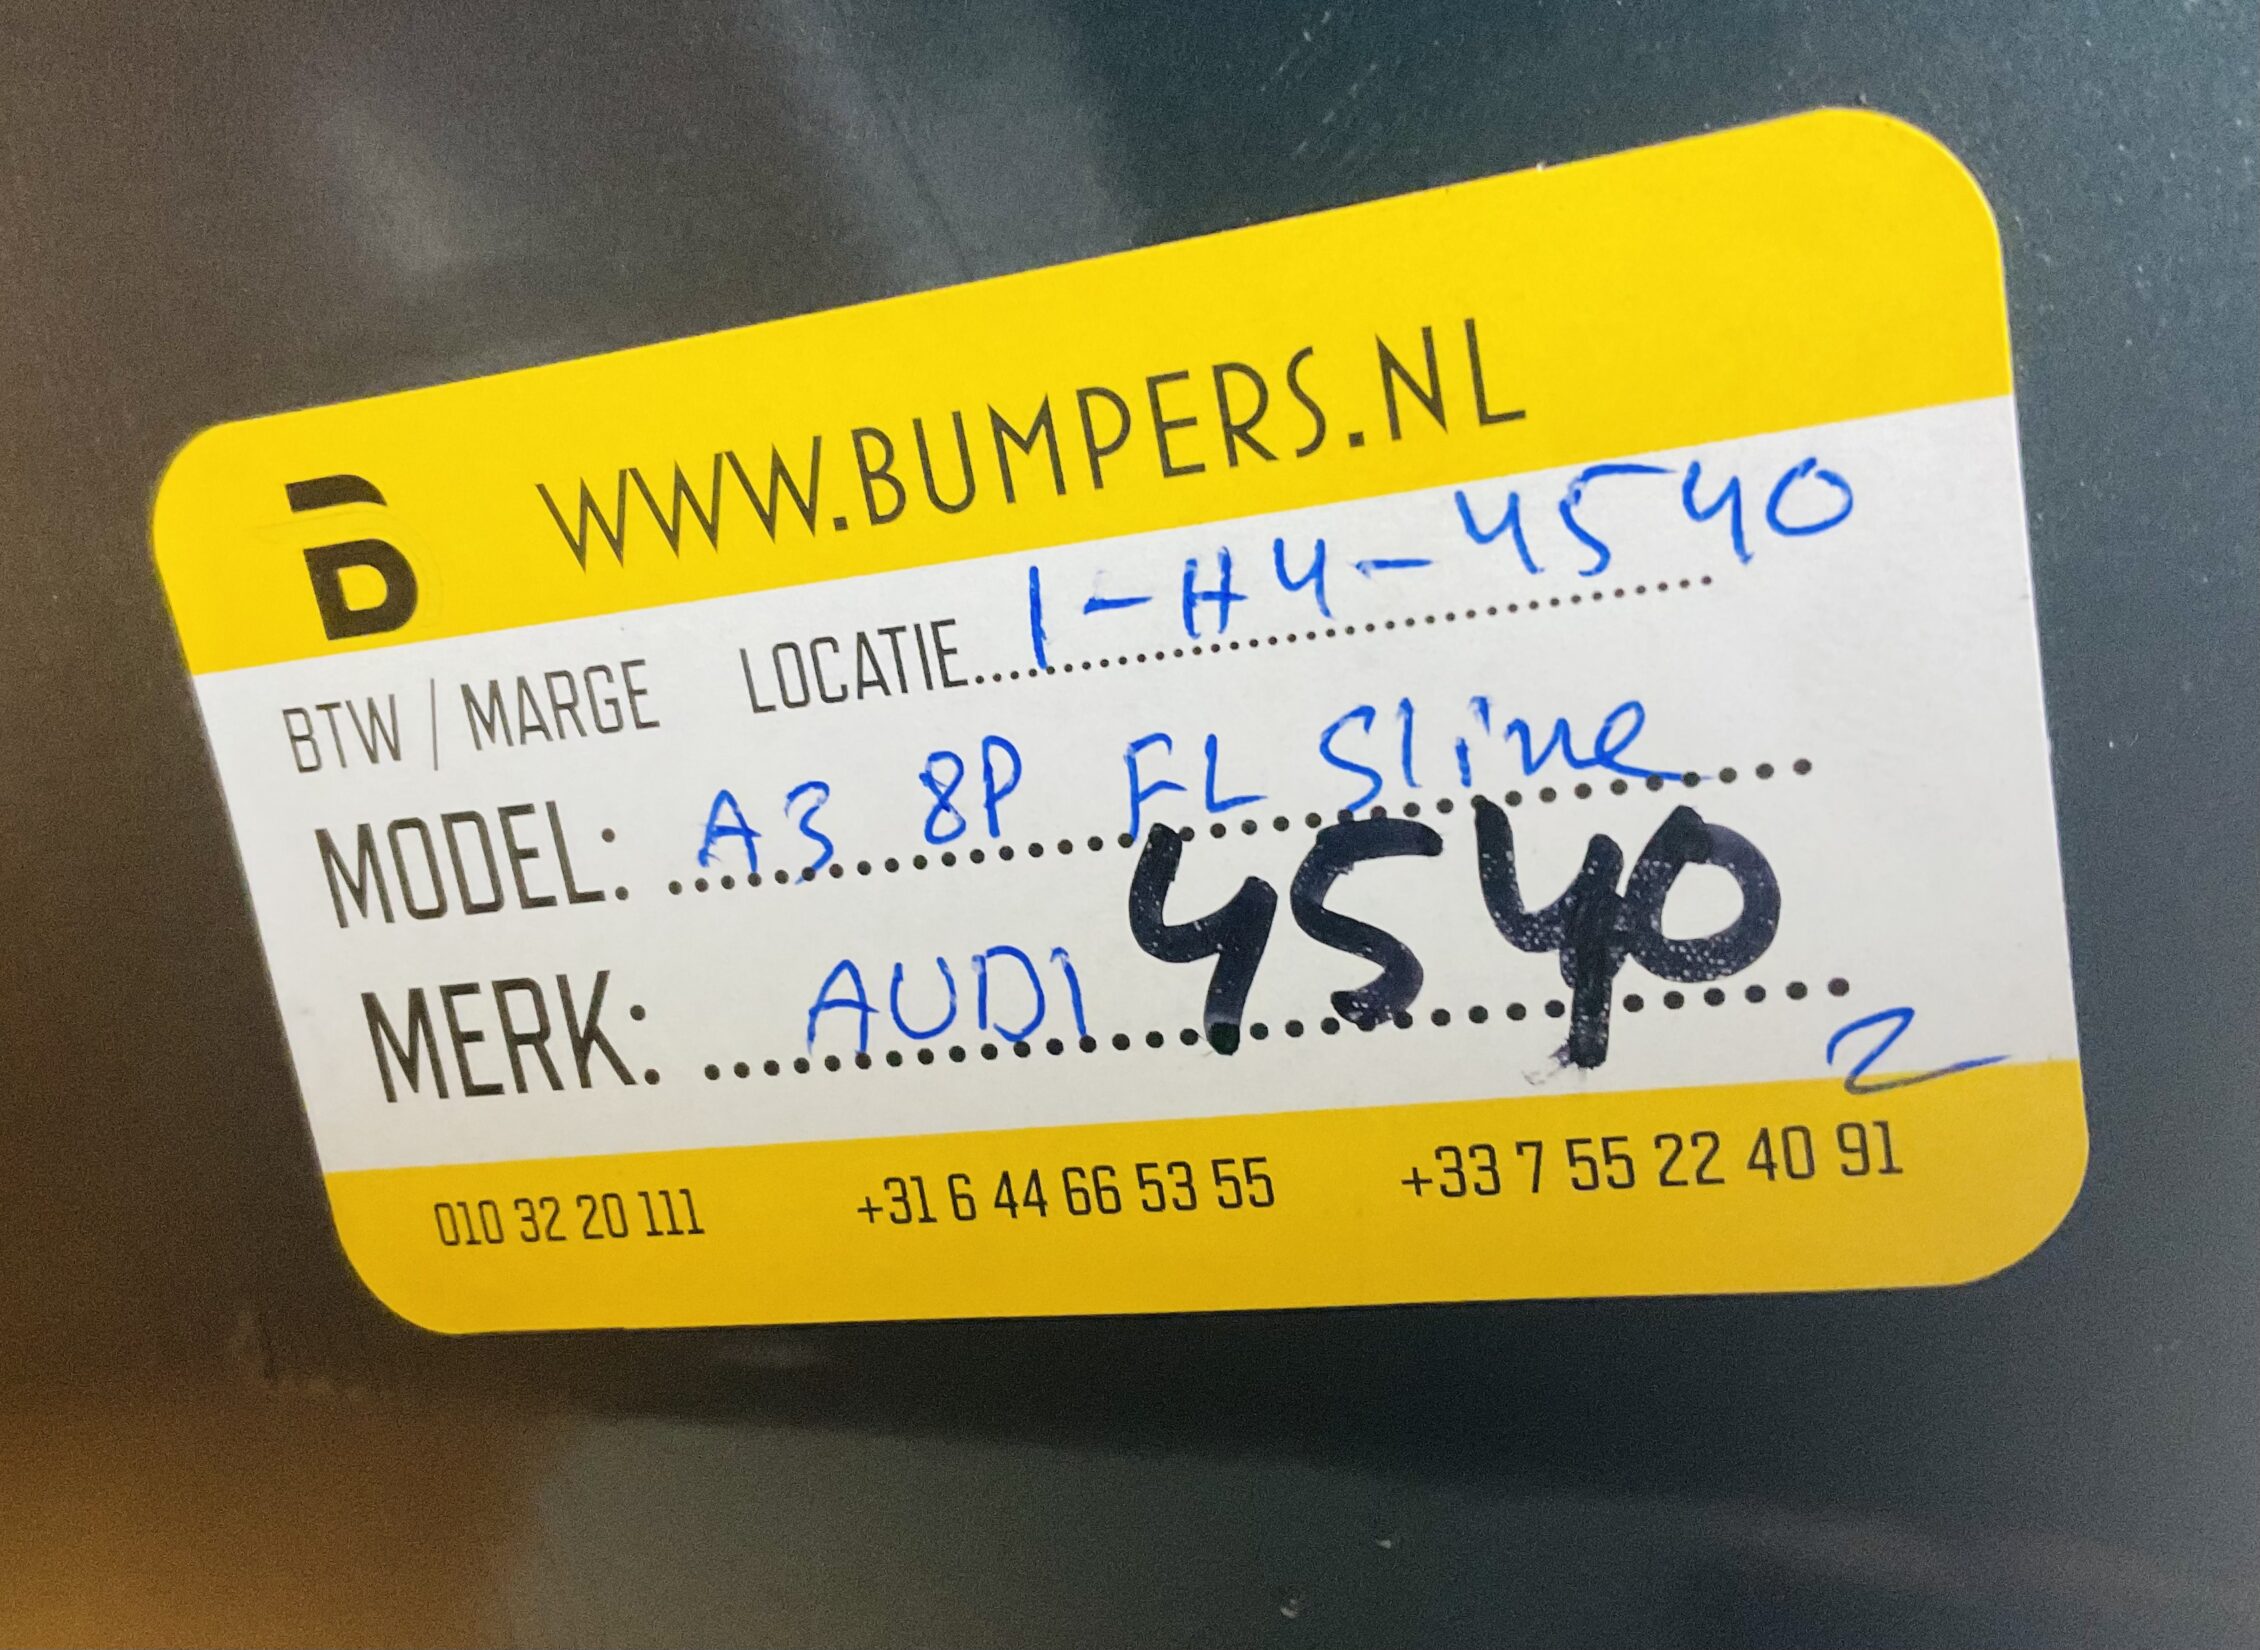 B WWW.BUMPERS.NL
BTW / MARGE LOCATIE 1-H4-4540
MODEL: A3 8P FL Sline
MERK: AUDI 4540
2
010 32 20 111 +31 6 44 66 53 55 +33 7 55 22 40 91